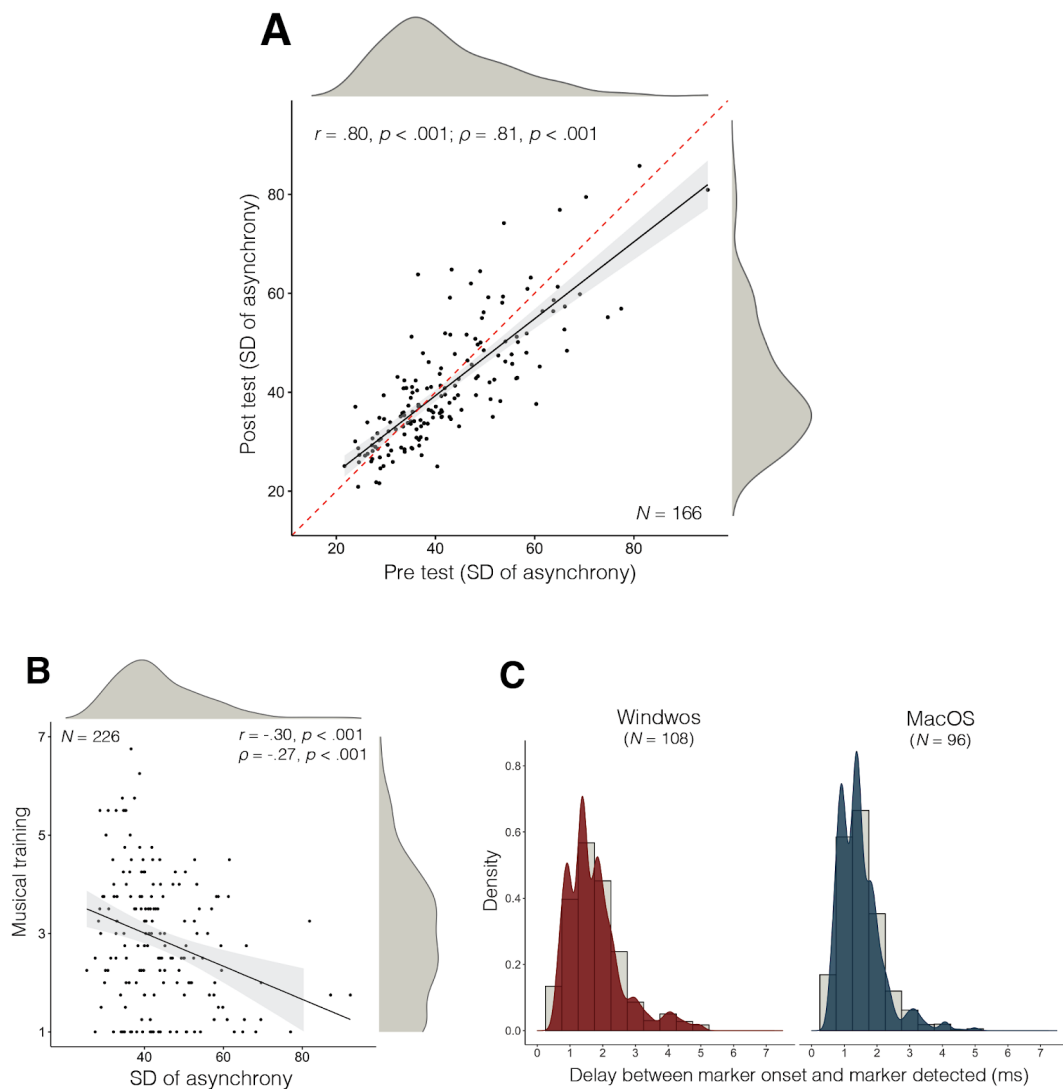 A
r = .80, p < .001; ρ = .81, p < .001
Post test (SD of asynchrony)
80
60
40
20
N = 166
20 40 60 80
Pre test (SD of asynchrony)
B
N = 226
r = -.30, p < .001
ρ = -.27, p < .001
Musical training
7
5
3
1
40 60 80
SD of asynchrony
C
Windwos
(N = 108)
MacOS
(N = 96)
Density
0.8
0.6
0.4
0.2
0.0
0 1 2 3 4 5 6 7
0 1 2 3 4 5 6 7
Delay between marker onset and marker detected (ms)